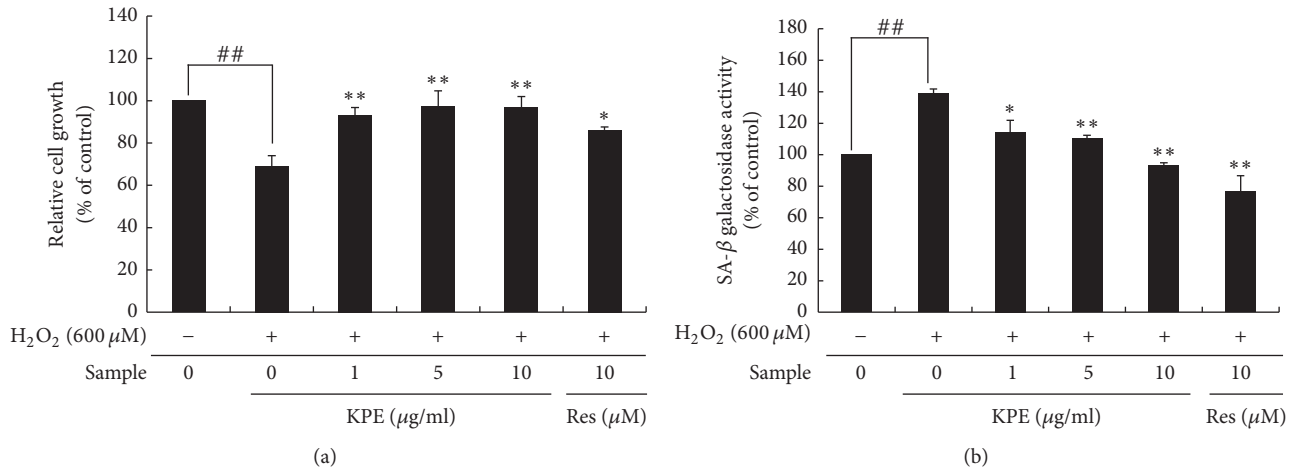 140
120
100
80
60
40
20
0
Relative cell growth
(% of control)
##
**
**
**
*
H₂O₂ (600 μM) − + + + + +
Sample 0 0 1 5 10 10
KPE (μg/ml) Res (μM)
(a)
180
160
140
120
100
80
60
40
20
0
SA-β galactosidase activity
(% of control)
##
*
**
**
**
H₂O₂ (600 μM) − + + + + +
Sample 0 0 1 5 10 10
KPE (μg/ml) Res (μM)
(b)